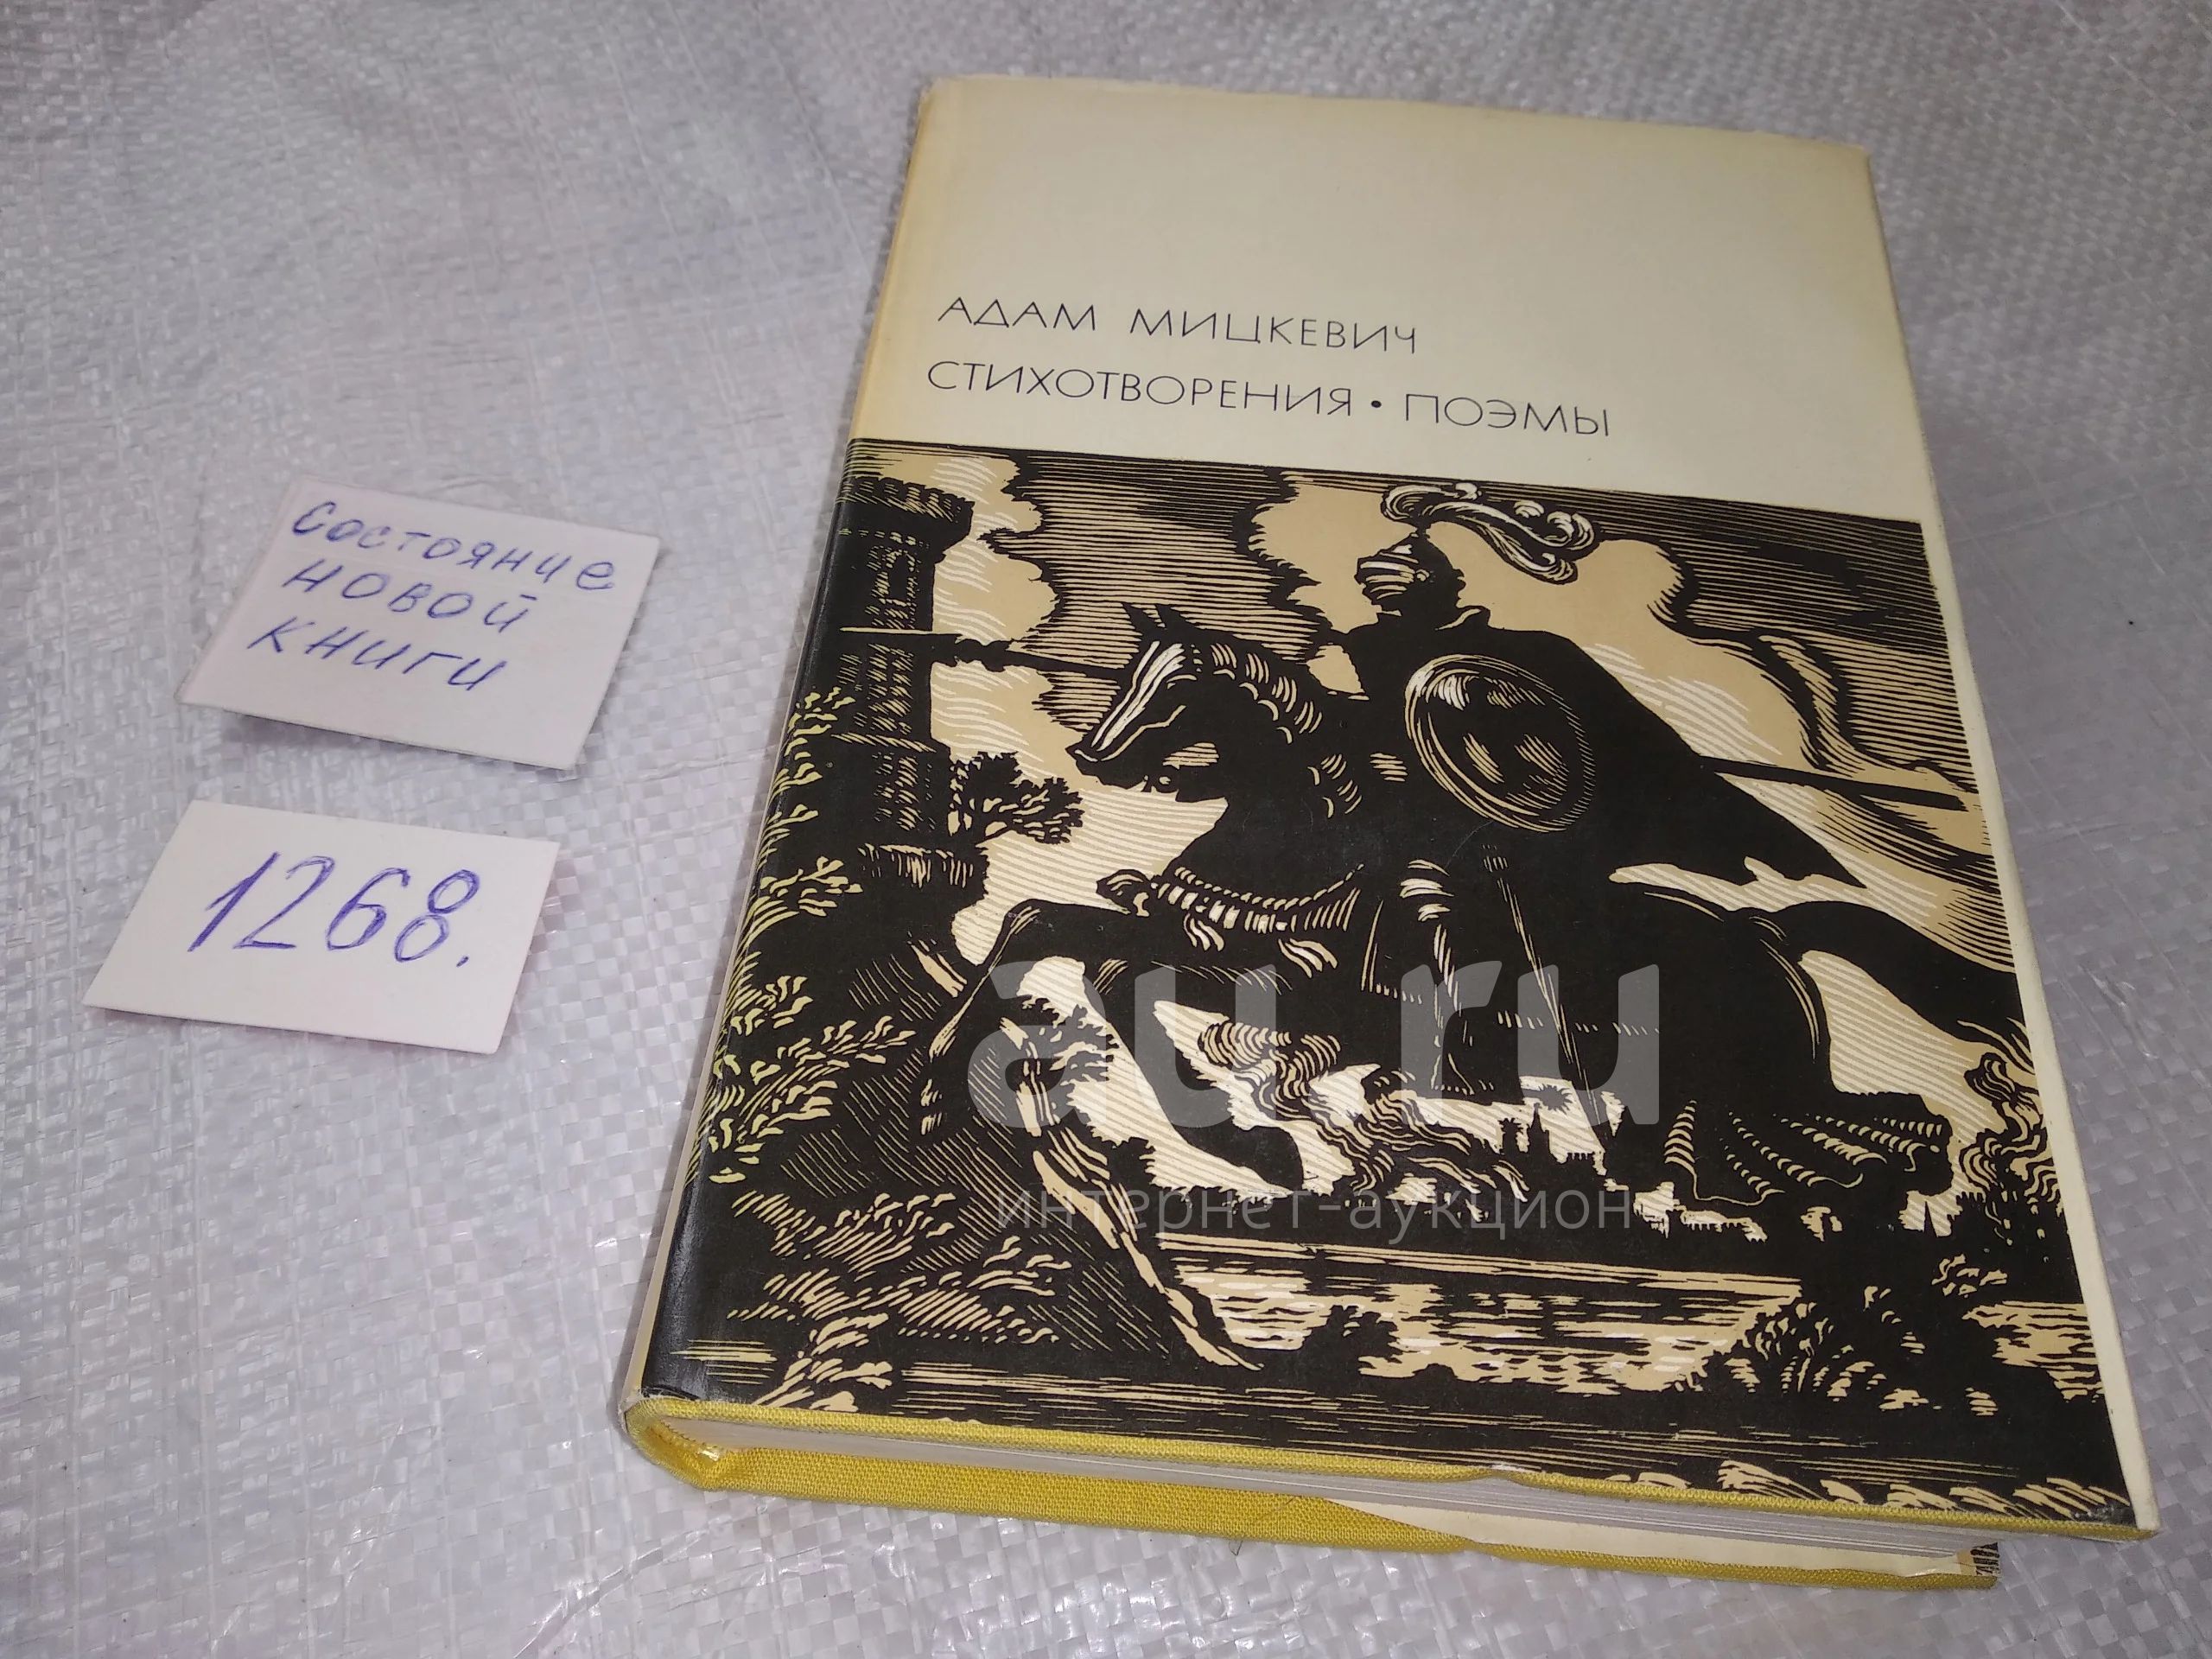 АДАМ МИЦКЕВИЧ
СТИХОТВОРЕНИЯ • ПОЭМЫ
Состояние
новой
книги
1268.
au.ru
интернет-аукцион